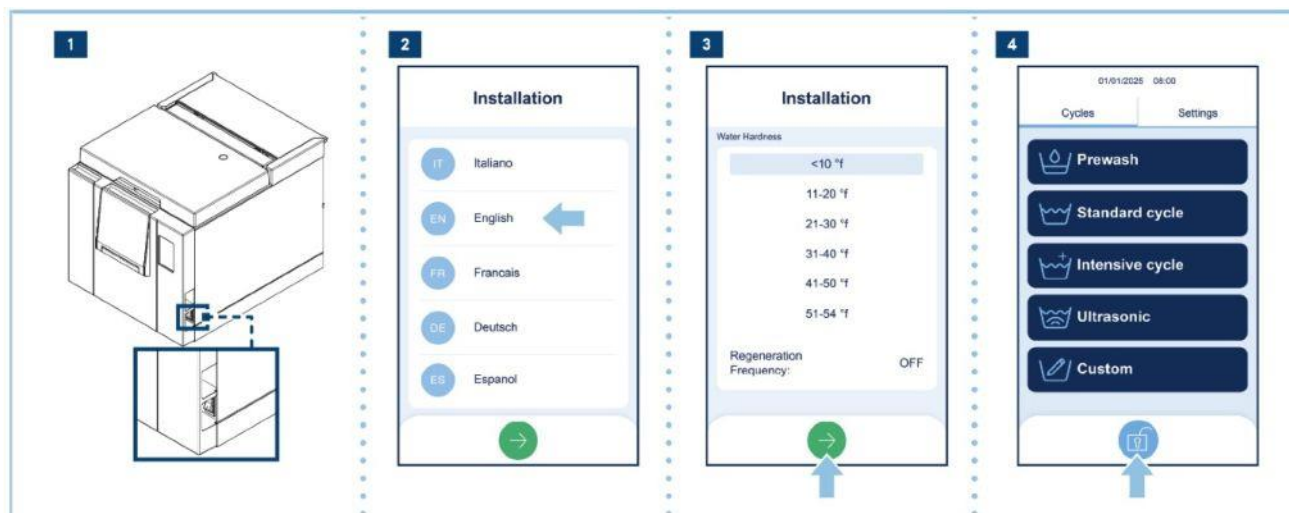 1
2
Installation
IT Italiano
EN English
FR Francais
DE Deutsch
ES Espanol
3
Installation
Water Hardness
<10 °f
11-20 °f
21-30 °f
31-40 °f
41-50 °f
51-54 °f
Regeneration
Frequency:
OFF
4
01/01/2025 08:00
Cycles Settings
Prewash
Standard cycle
Intensive cycle
Ultrasonic
Custom